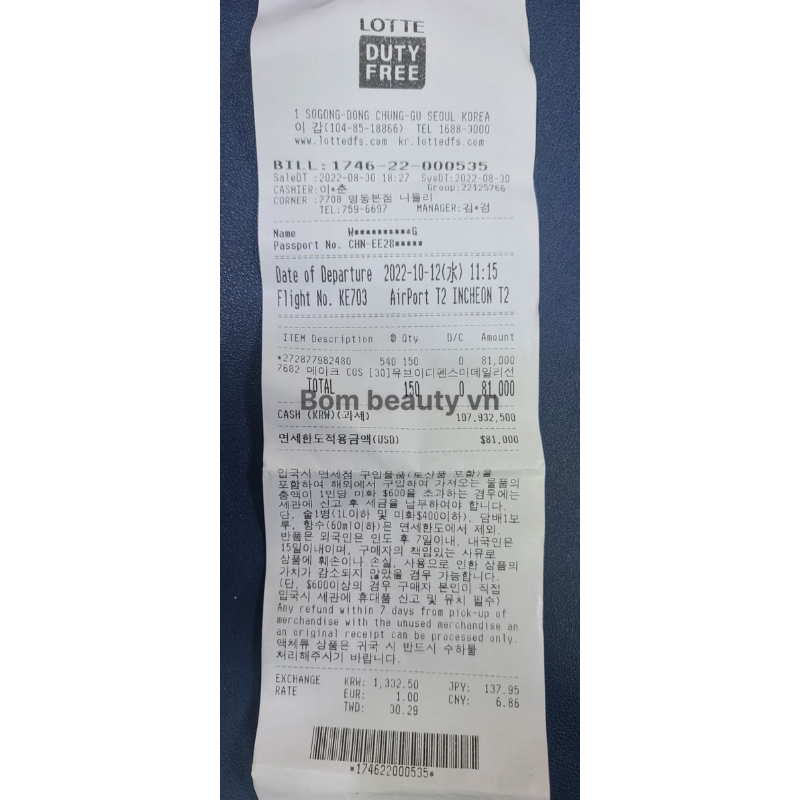 LOTTE
DUTY
FREE
1 SOGONG-DONG CHUNG-GU SEOUL KOREA
이 갑(104-85-18866) TEL 1688-3000
www.lottedfs.com kr.lottedfs.com
BILL:1746-22-000535
SaleDT :2022-08-30 18:27 SysDT:2022-08-30
CASHIER:이*춘 Group:22125766
CORNER :7708 명동본점 니들리
TEL:759-6697 MANAGER:김*겸
Name W**********G
Passport No. CHN-EE28*****
Date of Departure 2022-10-12(水) 11:15
Flight No. KE703 AirPort T2 INCHEON T2
ITEM Description @ Qty D/C Amount
*272877982480 540 150 0 81,000
7682 메이크 COS [30]유브이디펜스미데일리선
TOTAL 150 0 81,000
Bom beauty vn
CASH (KRW)(과세) 107,932,500
면세한도적용금액(USD) $81,000
입국시 면세점 구입물품(토산품 포함)을
포함하여 해외에서 구입하여 가져오는 물품의
총액이 1인당 미화 $600을 초과하는 경우에는
세관에 신고 후 세금을 납부하여야 합니다.
단, 술1병(1L이하 및 미화$400이하), 담배1보
루, 향수(60ml이하)은 면세한도에서 제외.
반품은 외국인은 인도 후 7일이내, 내국인은
15일이내이며, 구매자의 책임있는 사유로
상품에 훼손이나 손실, 사용으로 인한 상품의
가치가 감소되지 않았을 경우 가능합니다.
(단, $600이상의 경우 구매자 본인이 직접
입국시 세관에 휴대품 신고 및 유치 필수)
Any refund within 7 days from pick-up of
merchandise with the unused merchandise an
an original receipt can be processed only.
액체류 상품은 귀국 시 반드시 수하물
처리해주시기 바랍니다.
EXCHANGE KRW: 1,332.50 JPY: 137.95
RATE EUR: 1.00 CNY: 6.86
TWD: 30.29
*174622000535*